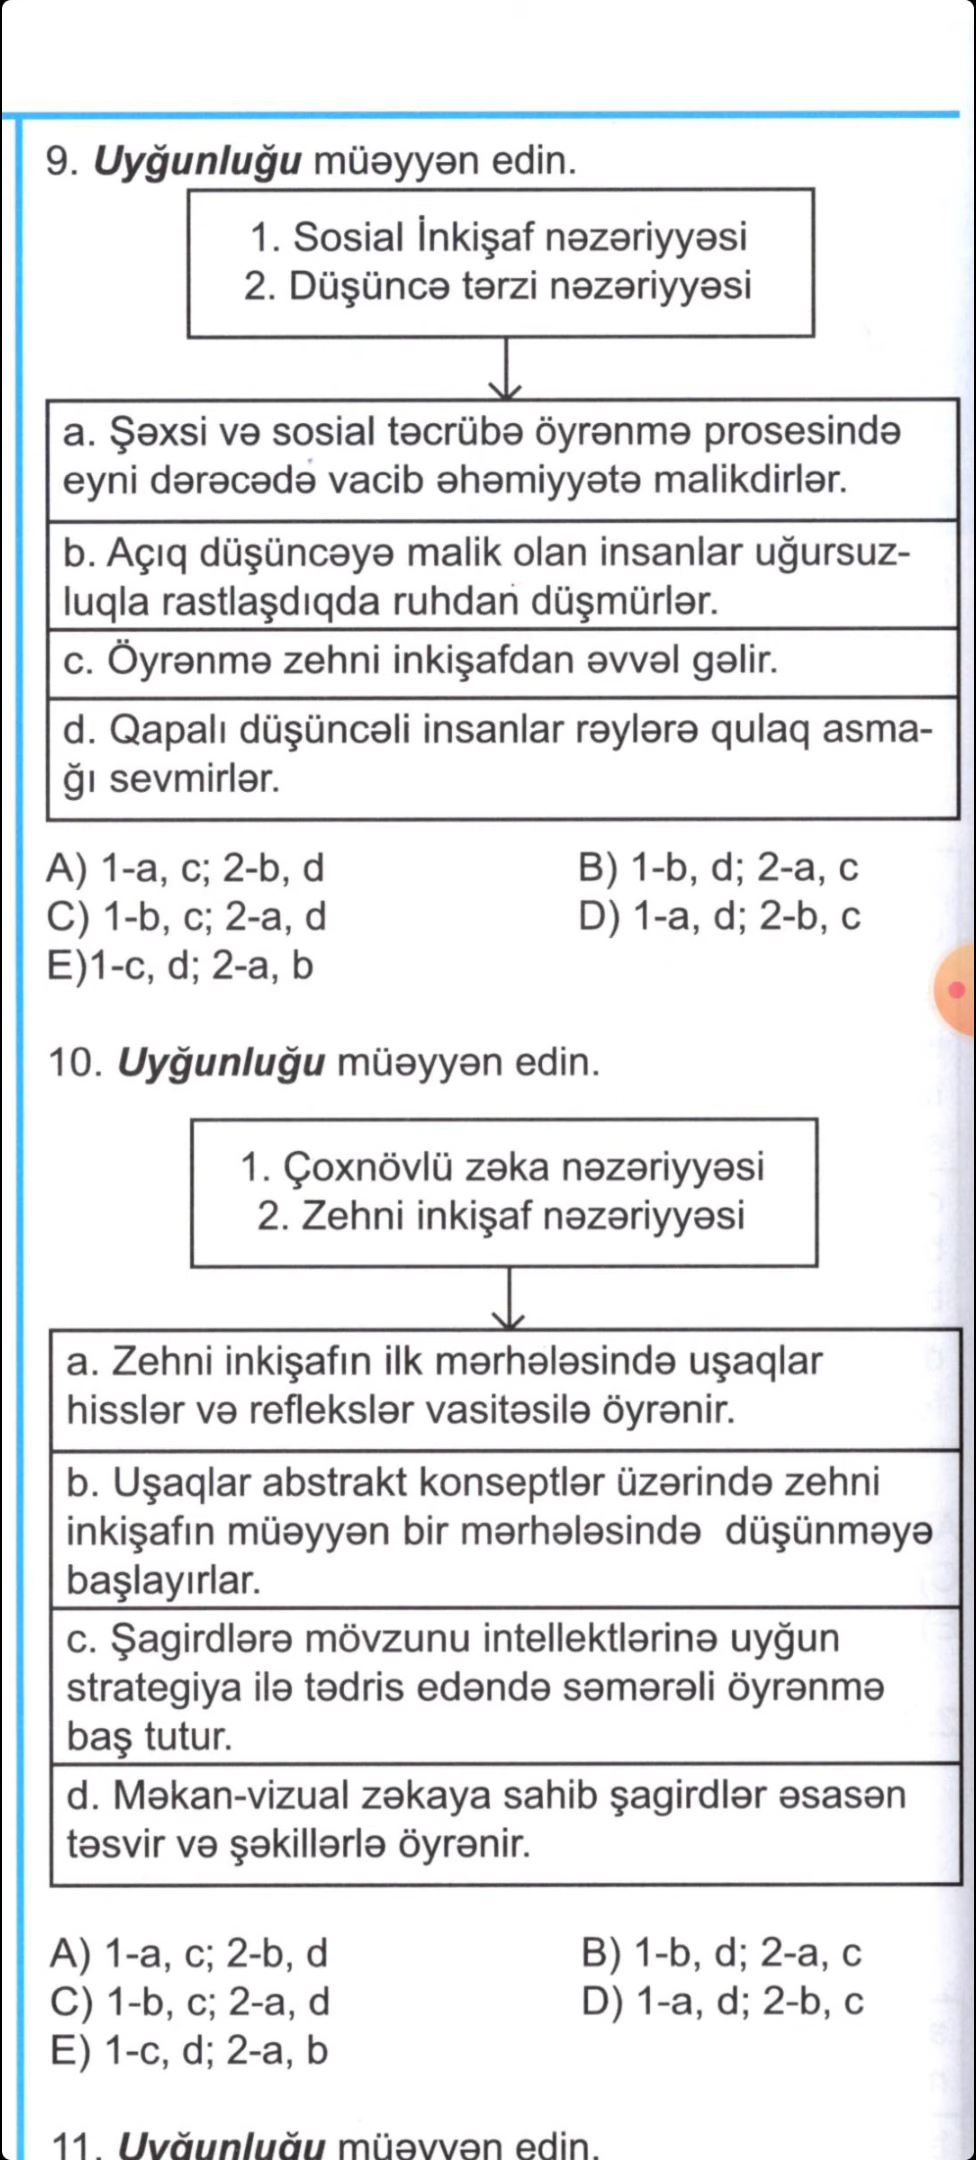 9. Uyğunluğu müəyyən edin.
1. Sosial İnkişaf nəzəriyyəsi
2. Düşüncə tərzi nəzəriyyəsi
a. Şəxsi və sosial təcrübə öyrənmə prosesində
eyni dərəcədə vacib əhəmiyyətə malikdirlər.
b. Açıq düşüncəyə malik olan insanlar uğursuz-
luqla rastlaşdıqda ruhdan düşmürlər.
c. Öyrənmə zehni inkişafdan əvvəl gəlir.
d. Qapalı düşüncəli insanlar rəylərə qulaq asma-
ğı sevmirlər.
A) 1-a, c; 2-b, d B) 1-b, d; 2-a, c
C) 1-b, c; 2-a, d D) 1-a, d; 2-b, c
E)1-c, d; 2-a, b
10. Uyğunluğu müəyyən edin.
1. Çoxnövlü zəka nəzəriyyəsi
2. Zehni inkişaf nəzəriyyəsi
a. Zehni inkişafın ilk mərhələsində uşaqlar
hisslər və reflekslər vasitəsilə öyrənir.
b. Uşaqlar abstrakt konseptlər üzərində zehni
inkişafın müəyyən bir mərhələsində düşünməyə
başlayırlar.
c. Şagirdlərə mövzunu intellektlərinə uyğun
strategiya ilə tədris edəndə səmərəli öyrənmə
baş tutur.
d. Məkan-vizual zəkaya sahib şagirdlər əsasən
təsvir və şəkillərlə öyrənir.
A) 1-a, c; 2-b, d B) 1-b, d; 2-a, c
C) 1-b, c; 2-a, d D) 1-a, d; 2-b, c
E) 1-c, d; 2-a, b
11. Uyğunluğu müəyyən edin.